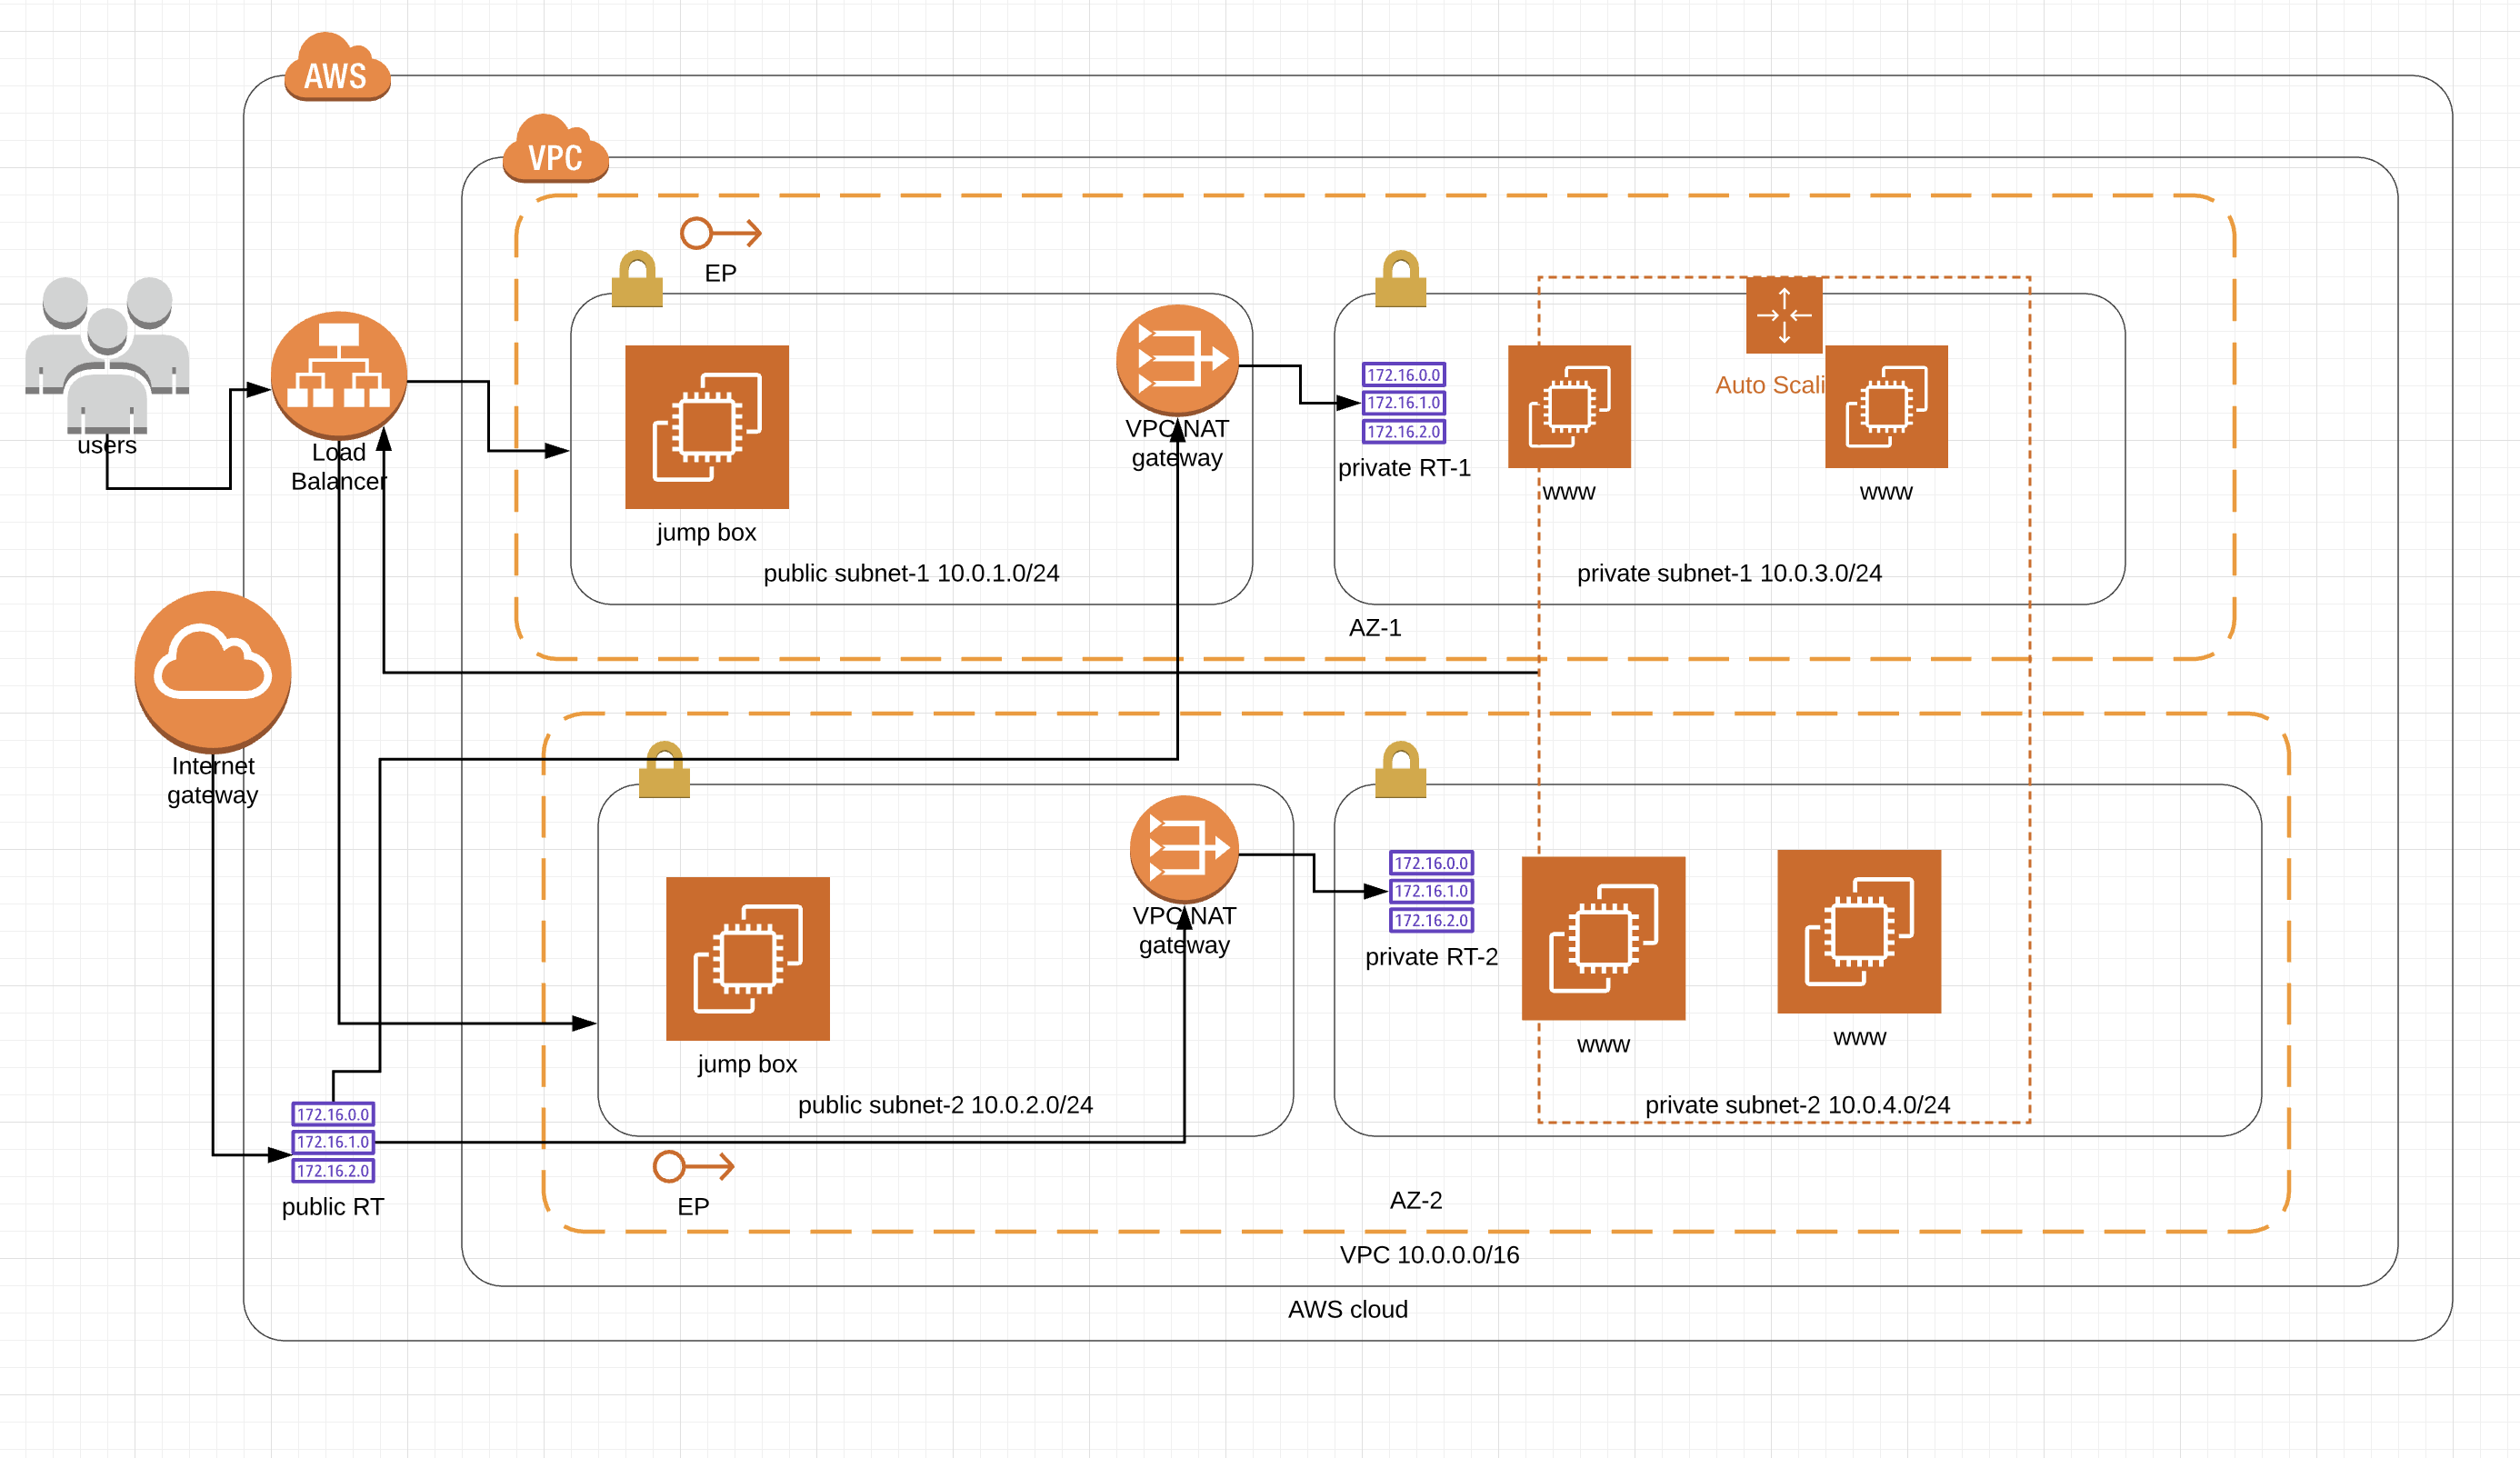 AWS
VPC
EP
users
Load
Balancer
VPC NAT
gateway
172.16.0.0
172.16.1.0
172.16.2.0
private RT-1
Auto Scali
www
www
jump box
public subnet-1 10.0.1.0/24
private subnet-1 10.0.3.0/24
AZ-1
Internet
gateway
VPC NAT
gateway
172.16.0.0
172.16.1.0
172.16.2.0
private RT-2
www
www
jump box
public subnet-2 10.0.2.0/24
private subnet-2 10.0.4.0/24
172.16.0.0
172.16.1.0
172.16.2.0
public RT
EP
AZ-2
VPC 10.0.0.0/16
AWS cloud